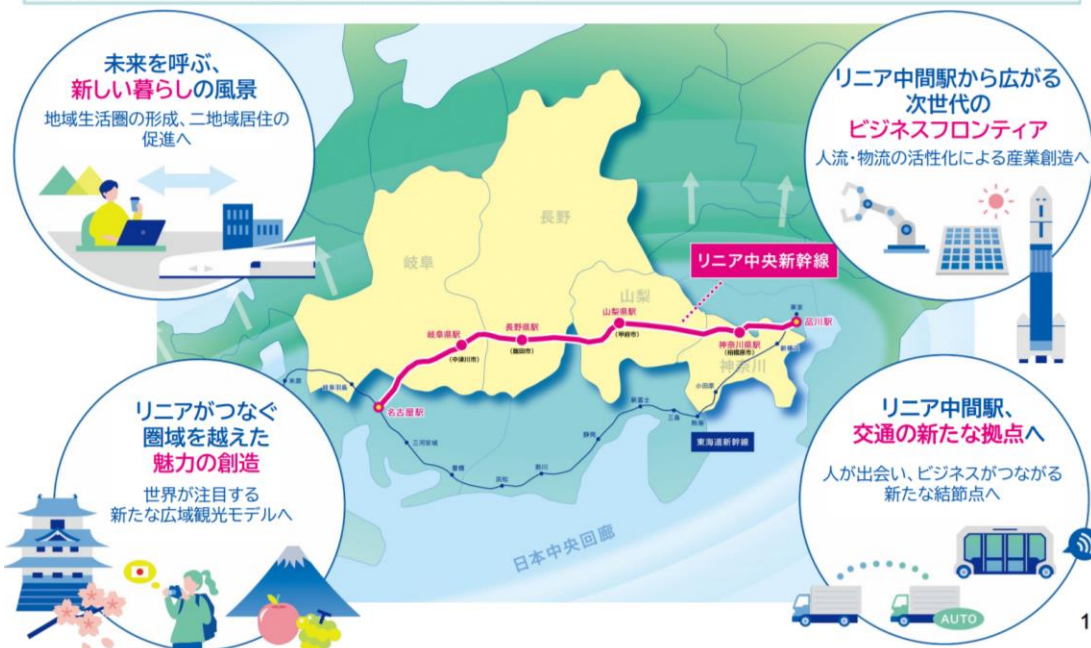 未来を呼ぶ、
新しい暮らしの風景
地域生活圏の形成、二地域居住の
促進へ
リニア中間駅から広がる
次世代の
ビジネスフロンティア
人流・物流の活性化による産業創造へ
長野
岐阜
山梨
神奈川
リニア中央新幹線
東京
品川駅
新横浜
山梨県駅
(甲府市)
長野県駅
(飯田市)
岐阜県駅
(中津川市)
神奈川県駅
(相模原市)
名古屋駅
米原
岐阜羽島
三河安城
豊橋
浜松
掛川
静岡
新富士
三島
熱海
小田原
東海道新幹線
日本中央回廊
リニアがつなぐ
圏域を越えた
魅力の創造
世界が注目する
新たな広域観光モデルへ
リニア中間駅、
交通の新たな拠点へ
人が出会い、ビジネスがつながる
新たな結節点へ
AUTO
1